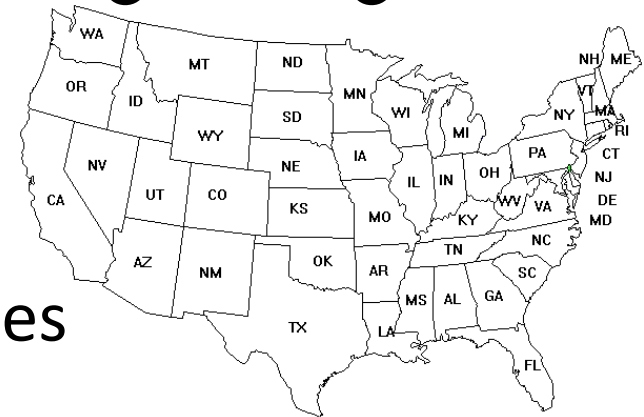 WA
MT
ND
MN
OR
ID
SD
WI
MI
NY
VT
NH
ME
MA
RI
CT
WY
NE
IA
PA
NJ
NV
UT
CO
IL
IN
OH
WV
VA
DE
MD
CA
KS
MO
KY
AZ
NM
OK
AR
TN
NC
SC
es
TX
LA
MS
AL
GA
FL